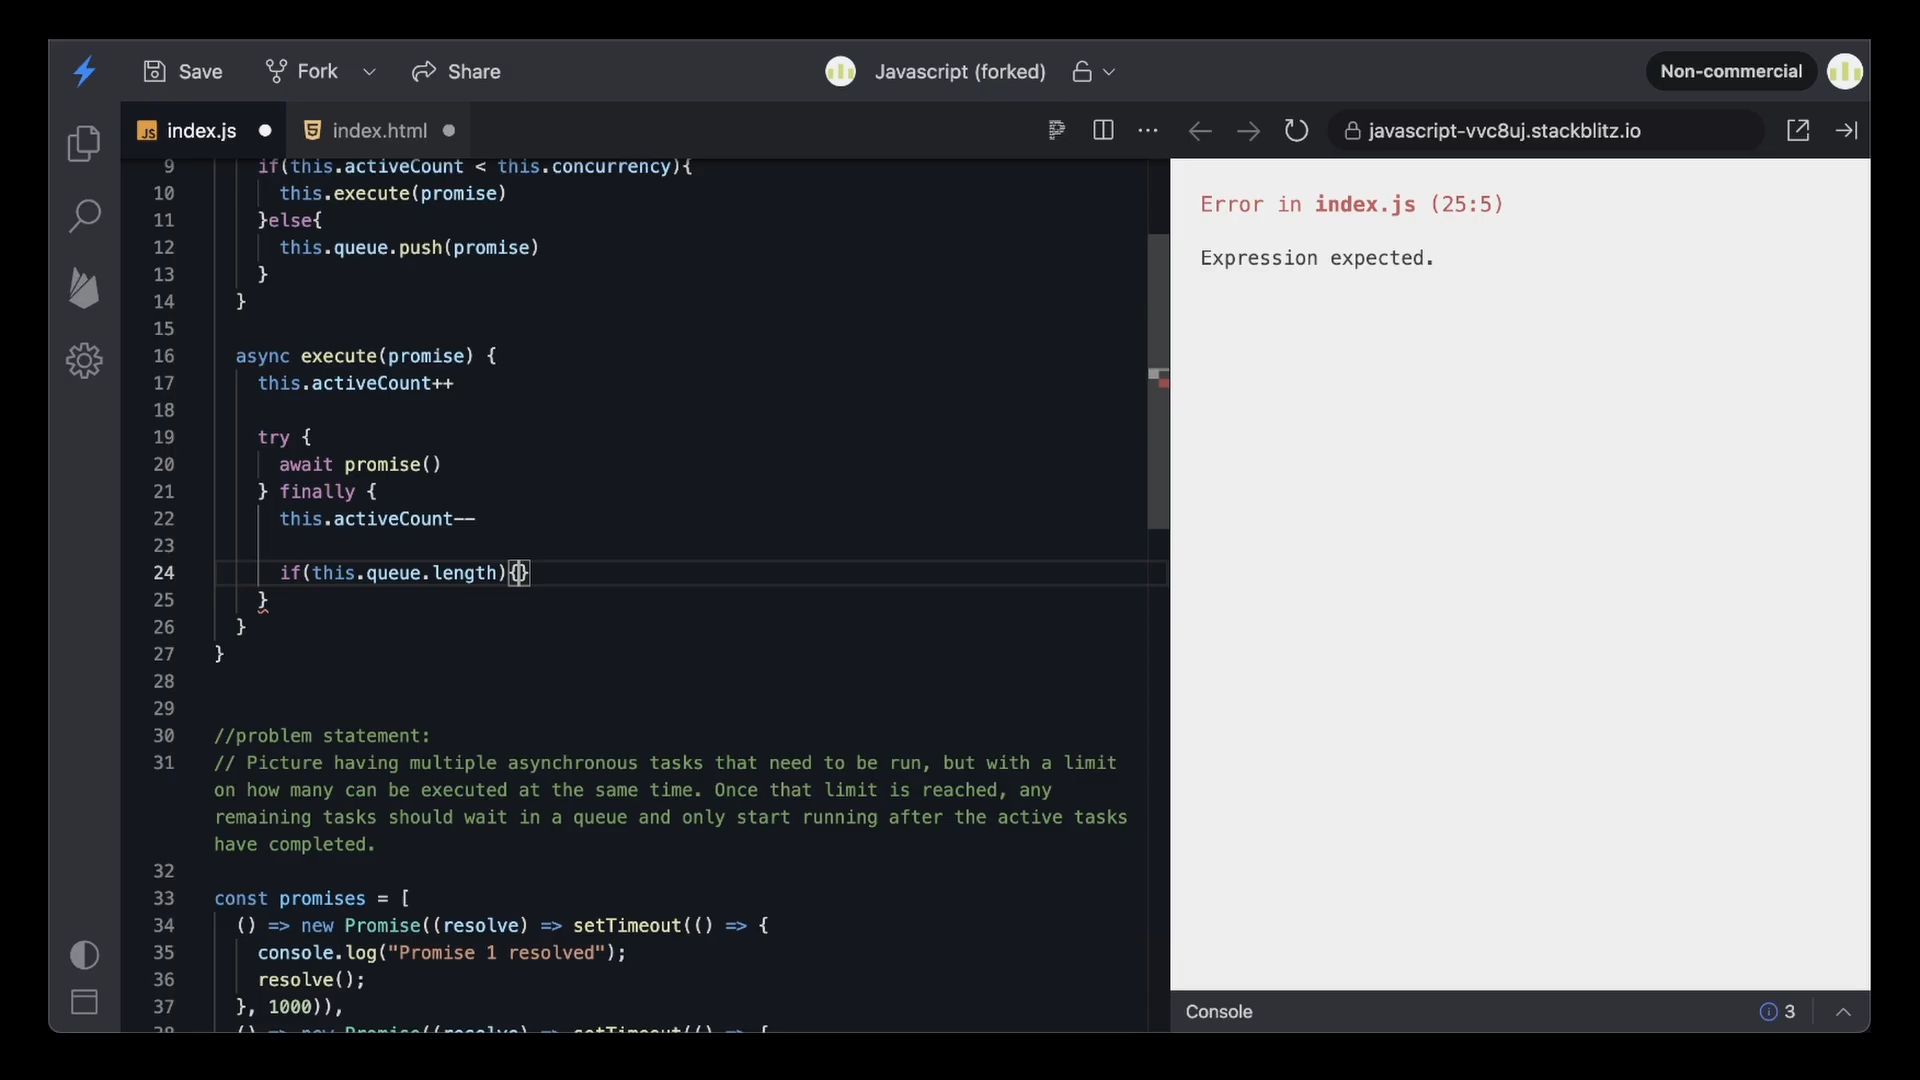 Save Fork Share Javascript (forked) Non-commercial
JS index.js index.html javascript-vvc8uj.stackblitz.io
9 if(this.activeCount < this.concurrency){
10 this.execute(promise)
11 }else{
12 this.queue.push(promise)
13 }
14 }
15
16 async execute(promise) {
17 this.activeCount++
18
19 try {
20 await promise()
21 } finally {
22 this.activeCount--
23
24 if(this.queue.length){}
25 }
26 }
27 }
28
29
30 //problem statement:
31 // Picture having multiple asynchronous tasks that need to be run, but with a limit
on how many can be executed at the same time. Once that limit is reached, any
remaining tasks should wait in a queue and only start running after the active tasks
have completed.
32
33 const promises = [
34 () => new Promise((resolve) => setTimeout(() => {
35 console.log("Promise 1 resolved");
36 resolve();
37 }, 1000)),
38 () => new Promise((resolve) => setTimeout(() => {
Error in index.js (25:5)
Expression expected.
Console 3